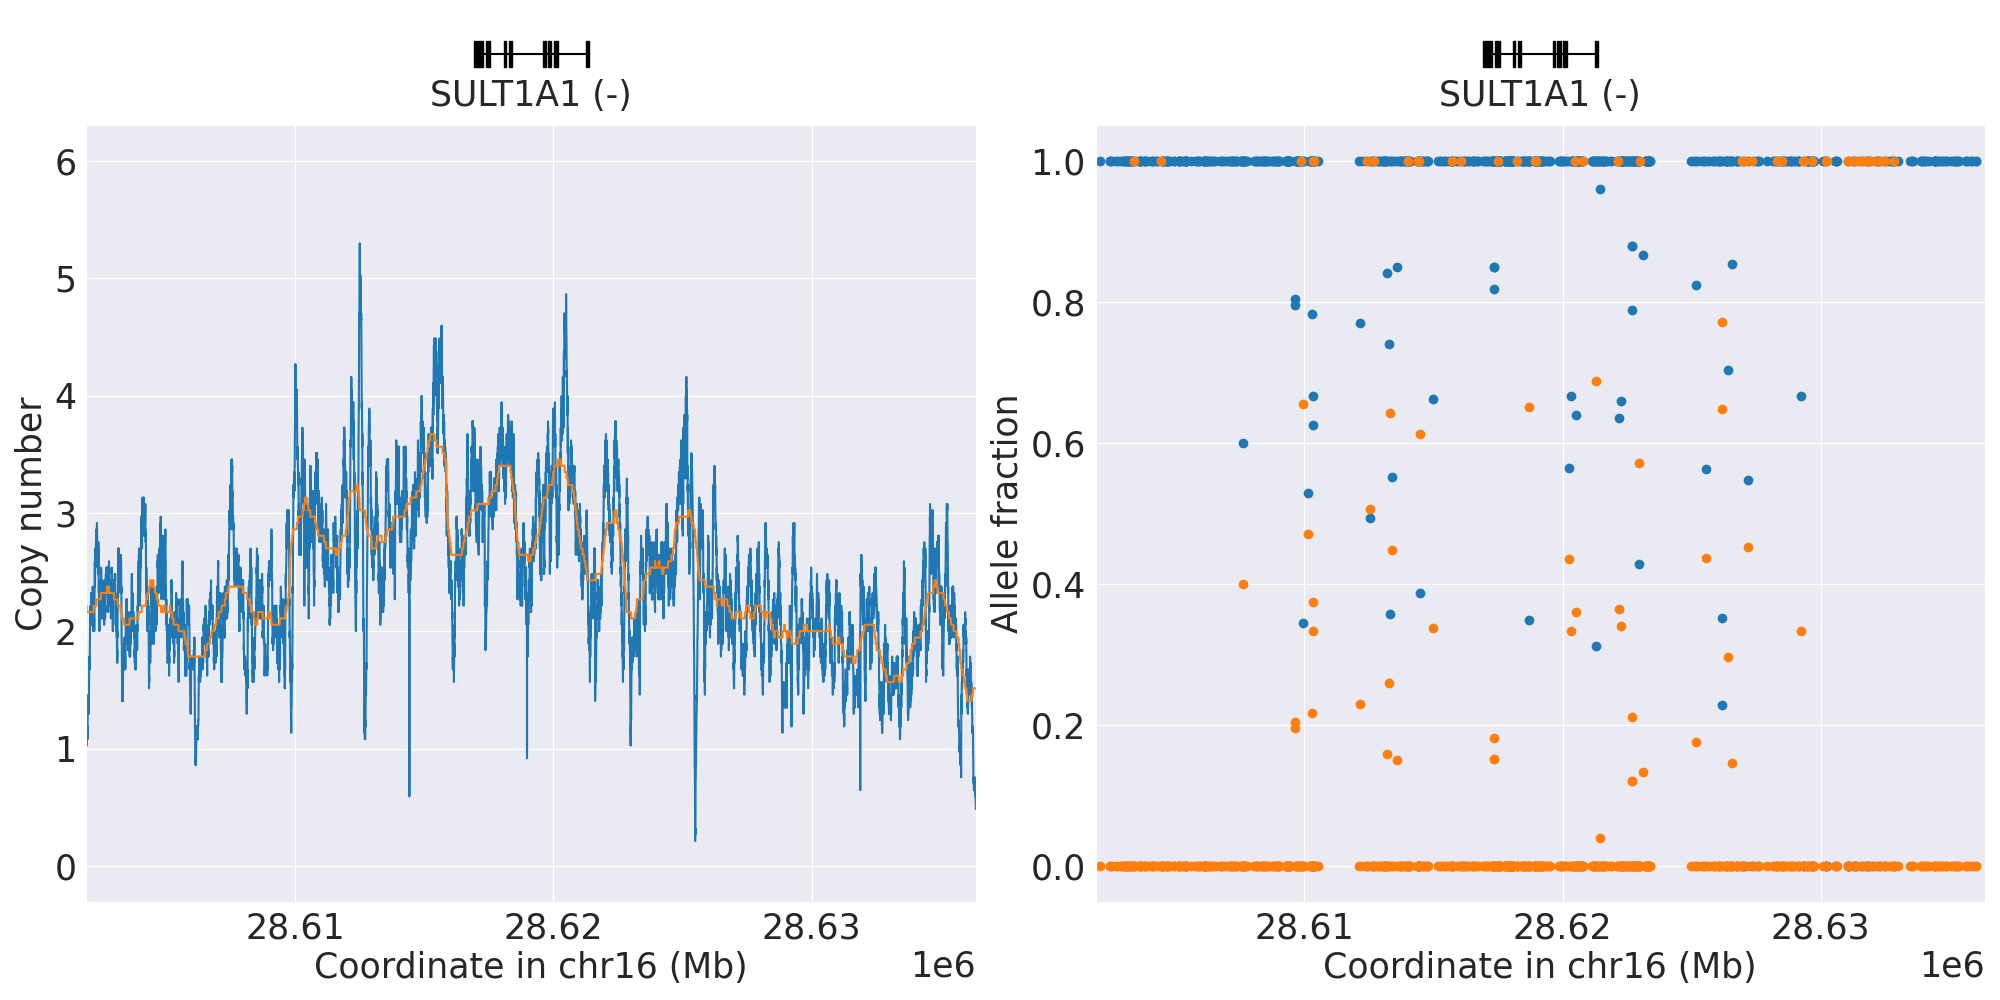 SULT1A1 (-)
6
5
4
3
2
1
0
Copy number
28.61
28.62
28.63
Coordinate in chr16 (Mb)
1e6
SULT1A1 (-)
1.0
0.8
0.6
0.4
0.2
0.0
Allele fraction
28.61
28.62
28.63
Coordinate in chr16 (Mb)
1e6